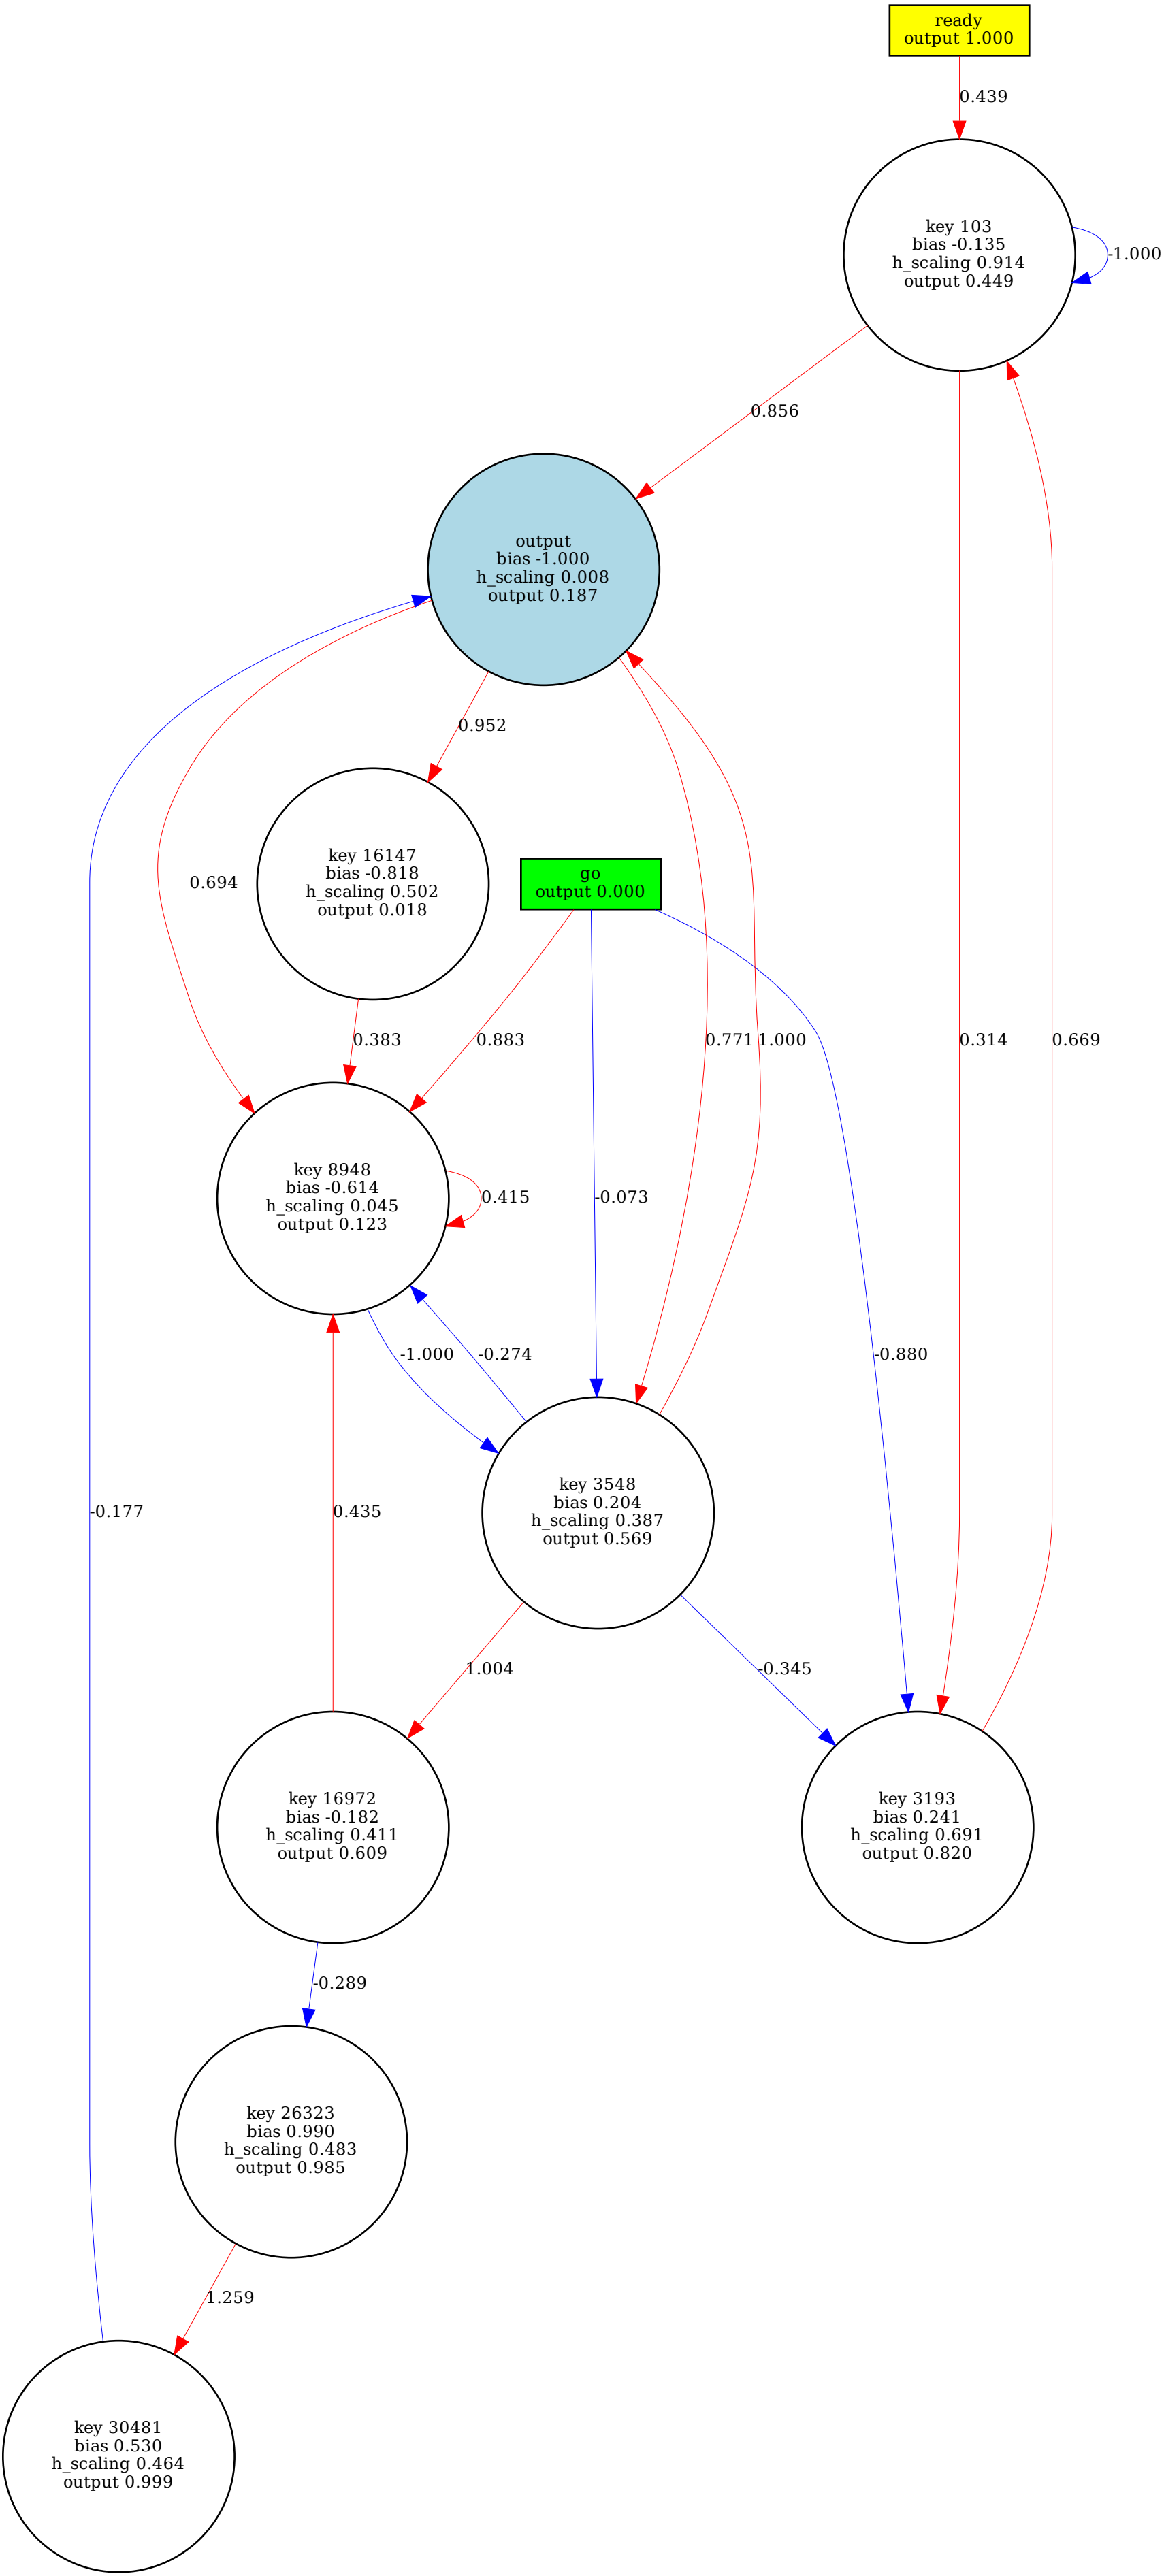 ready
output 1.000
0.439
key 103
bias -0.135
h_scaling 0.914
output 0.449
-1.000
0.856
output
bias -1.000
h_scaling 0.008
output 0.187
0.952
key 16147
bias -0.818
h_scaling 0.502
output 0.018
go
output 0.000
0.694
0.383
0.883
0.771
1.000
0.314
0.669
key 8948
bias -0.614
h_scaling 0.045
output 0.123
0.415
-0.073
-1.000
-0.274
-0.880
key 3548
bias 0.204
h_scaling 0.387
output 0.569
-0.177
0.435
1.004
-0.345
key 16972
bias -0.182
h_scaling 0.411
output 0.609
key 3193
bias 0.241
h_scaling 0.691
output 0.820
-0.289
key 26323
bias 0.990
h_scaling 0.483
output 0.985
1.259
key 30481
bias 0.530
h_scaling 0.464
output 0.999